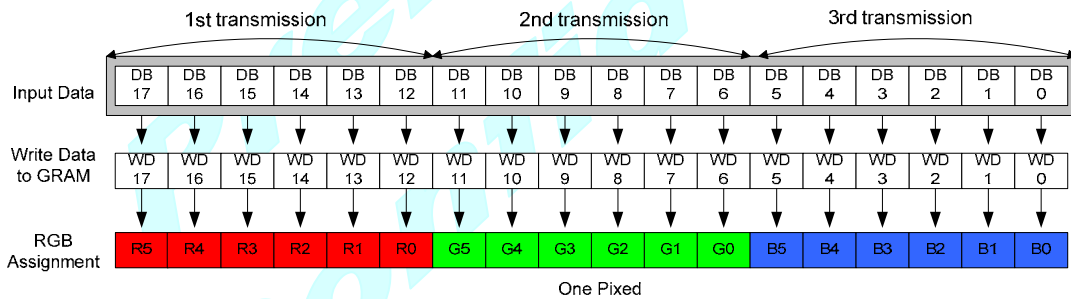 1st transmission 2nd transmission 3rd transmission
Input Data
DB 17 DB 16 DB 15 DB 14 DB 13 DB 12 DB 11 DB 10 DB 9 DB 8 DB 7 DB 6 DB 5 DB 4 DB 3 DB 2 DB 1 DB 0
Write Data to GRAM
WD 17 WD 16 WD 15 WD 14 WD 13 WD 12 WD 11 WD 10 WD 9 WD 8 WD 7 WD 6 WD 5 WD 4 WD 3 WD 2 WD 1 WD 0
RGB Assignment
R5 R4 R3 R2 R1 R0 G5 G4 G3 G2 G1 G0 B5 B4 B3 B2 B1 B0
One Pixed